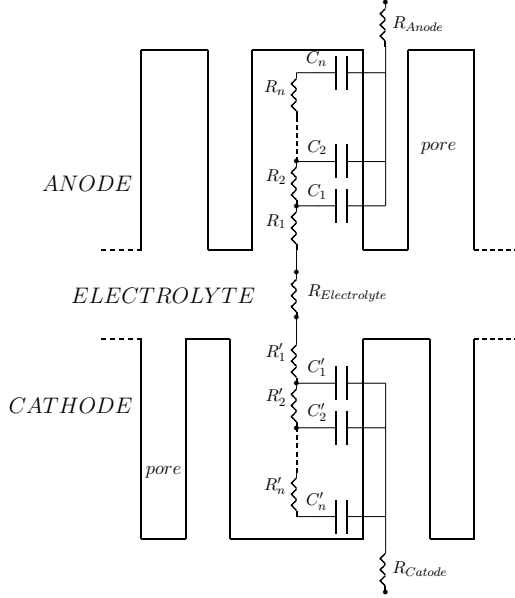 R_Anode
C_n
R_n
C_2
pore
R_2
ANODE
C_1
R_1
ELECTROLYTE
R_Electrolyte
R′_1
C′_1
R′_2
CATHODE
C′_2
pore
R′_n
C′_n
R_Catode